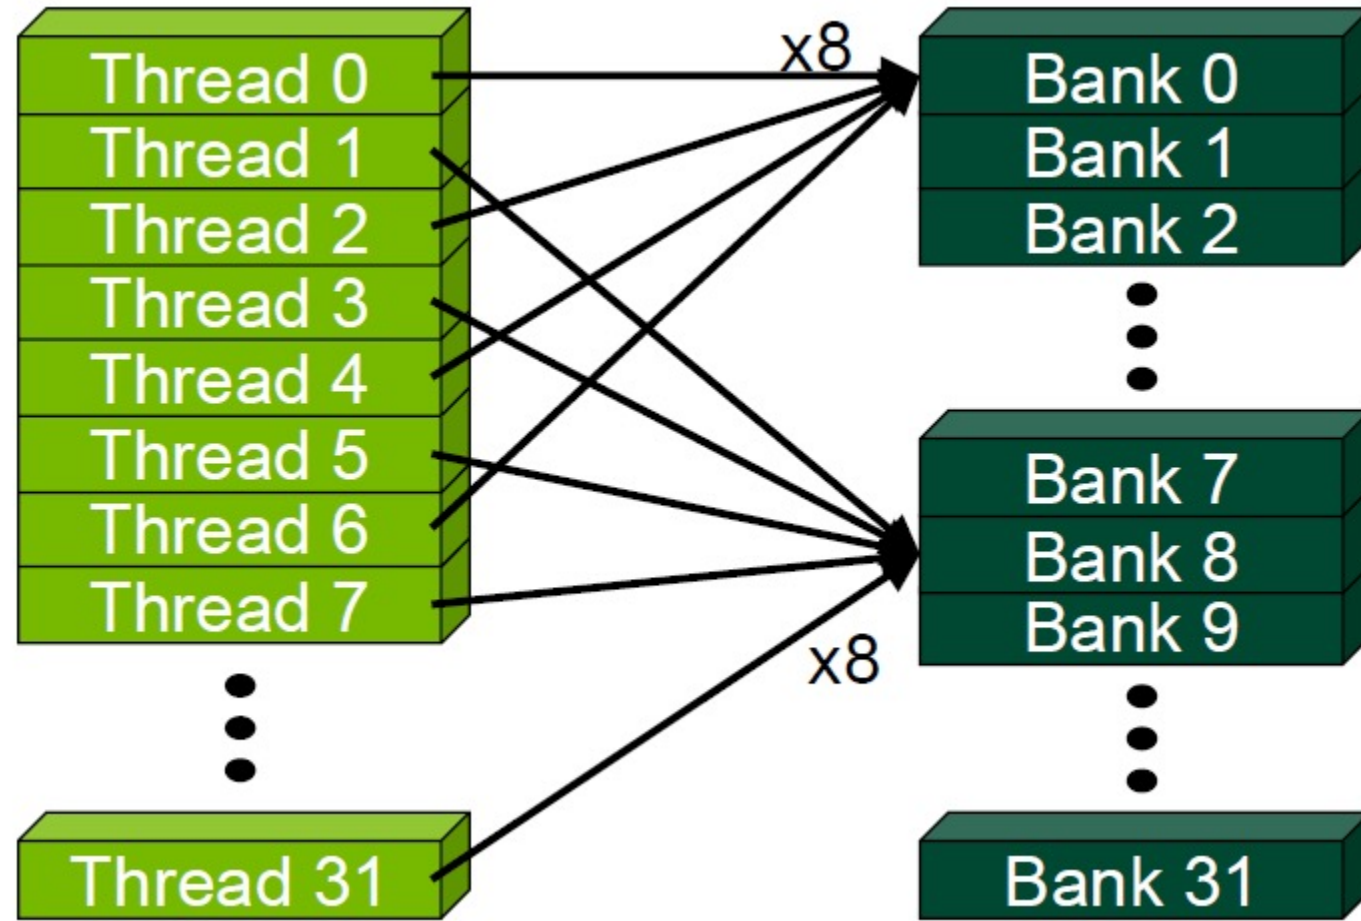 Thread 0
Thread 1
Thread 2
Thread 3
Thread 4
Thread 5
Thread 6
Thread 7
Thread 31
x8
x8
Bank 0
Bank 1
Bank 2
Bank 7
Bank 8
Bank 9
Bank 31